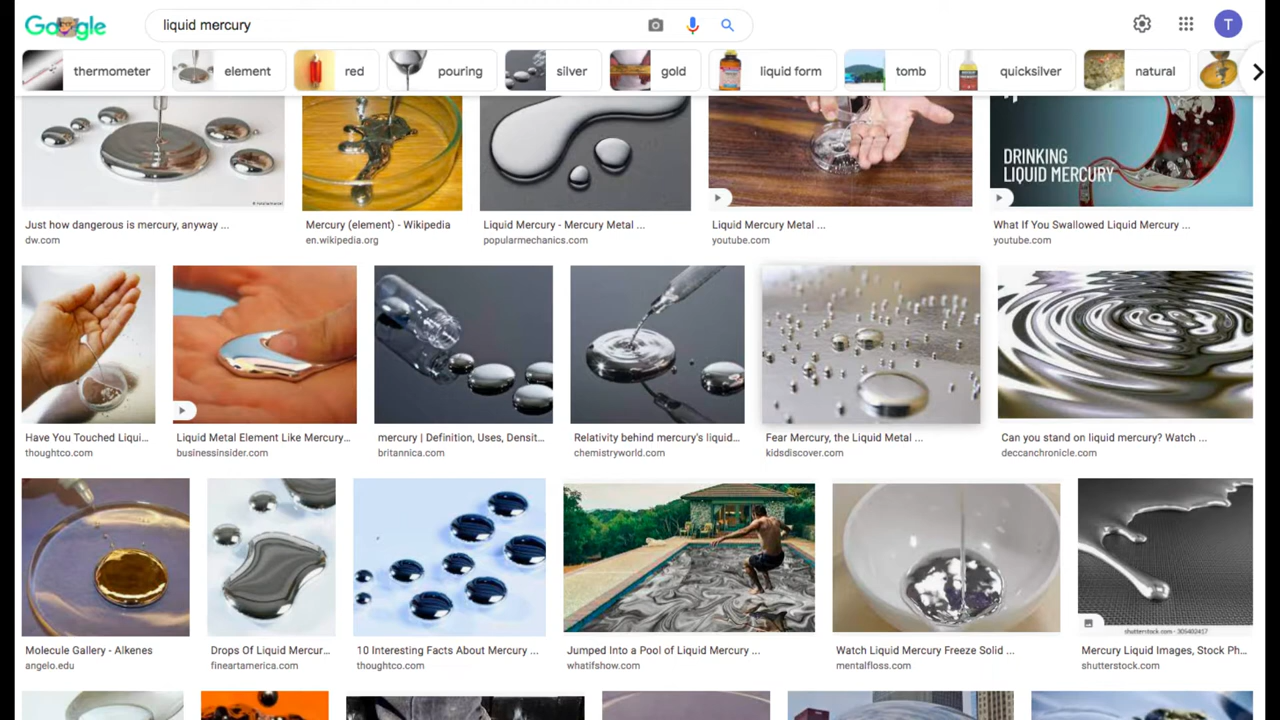 Google
liquid mercury
T
thermometer
element
red
pouring
silver
gold
liquid form
tomb
quicksilver
natural
DRINKING
LIQUID MERCURY
Just how dangerous is mercury, anyway ...
dw.com
Mercury (element) - Wikipedia
en.wikipedia.org
Liquid Mercury - Mercury Metal ...
popularmechanics.com
Liquid Mercury Metal ...
youtube.com
What If You Swallowed Liquid Mercury ...
youtube.com
Have You Touched Liqui...
thoughtco.com
Liquid Metal Element Like Mercury...
businessinsider.com
mercury | Definition, Uses, Densit...
britannica.com
Relativity behind mercury's liquid...
chemistryworld.com
Fear Mercury, the Liquid Metal ...
kidsdiscover.com
Can you stand on liquid mercury? Watch ...
deccanchronicle.com
shutterstock.com • 305402417
Molecule Gallery - Alkenes
angelo.edu
Drops Of Liquid Mercur...
fineartamerica.com
10 Interesting Facts About Mercury ...
thoughtco.com
Jumped Into a Pool of Liquid Mercury ...
whatifshow.com
Watch Liquid Mercury Freeze Solid ...
mentalfloss.com
Mercury Liquid Images, Stock Ph...
shutterstock.com